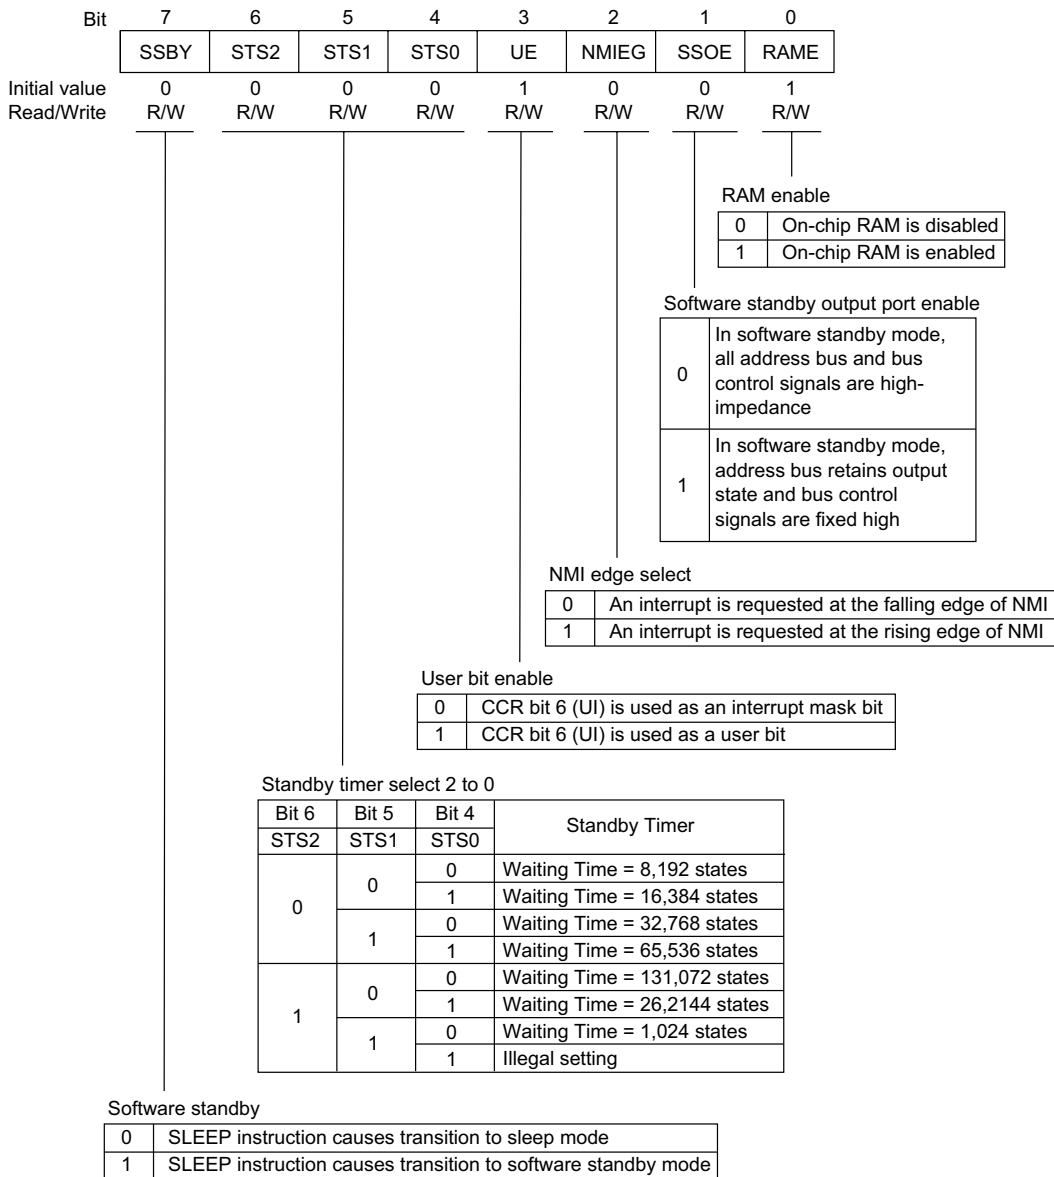 Bit 7 6 5 4 3 2 1 0
SSBY STS2 STS1 STS0 UE NMIEG SSOE RAME
Initial value 0 0 0 0 1 0 0 1
Read/Write R/W R/W R/W R/W R/W R/W R/W R/W
RAM enable
0 On-chip RAM is disabled
1 On-chip RAM is enabled
Software standby output port enable
0 In software standby mode,
all address bus and bus
control signals are high-
impedance
1 In software standby mode,
address bus retains output
state and bus control
signals are fixed high
NMI edge select
0 An interrupt is requested at the falling edge of NMI
1 An interrupt is requested at the rising edge of NMI
User bit enable
0 CCR bit 6 (UI) is used as an interrupt mask bit
1 CCR bit 6 (UI) is used as a user bit
Standby timer select 2 to 0
Bit 6 Bit 5 Bit 4 Standby Timer
STS2 STS1 STS0
0 0 0 Waiting Time = 8,192 states
1 Waiting Time = 16,384 states
1 0 Waiting Time = 32,768 states
1 Waiting Time = 65,536 states
1 0 0 Waiting Time = 131,072 states
1 Waiting Time = 26,2144 states
1 0 Waiting Time = 1,024 states
1 Illegal setting
Software standby
0 SLEEP instruction causes transition to sleep mode
1 SLEEP instruction causes transition to software standby mode